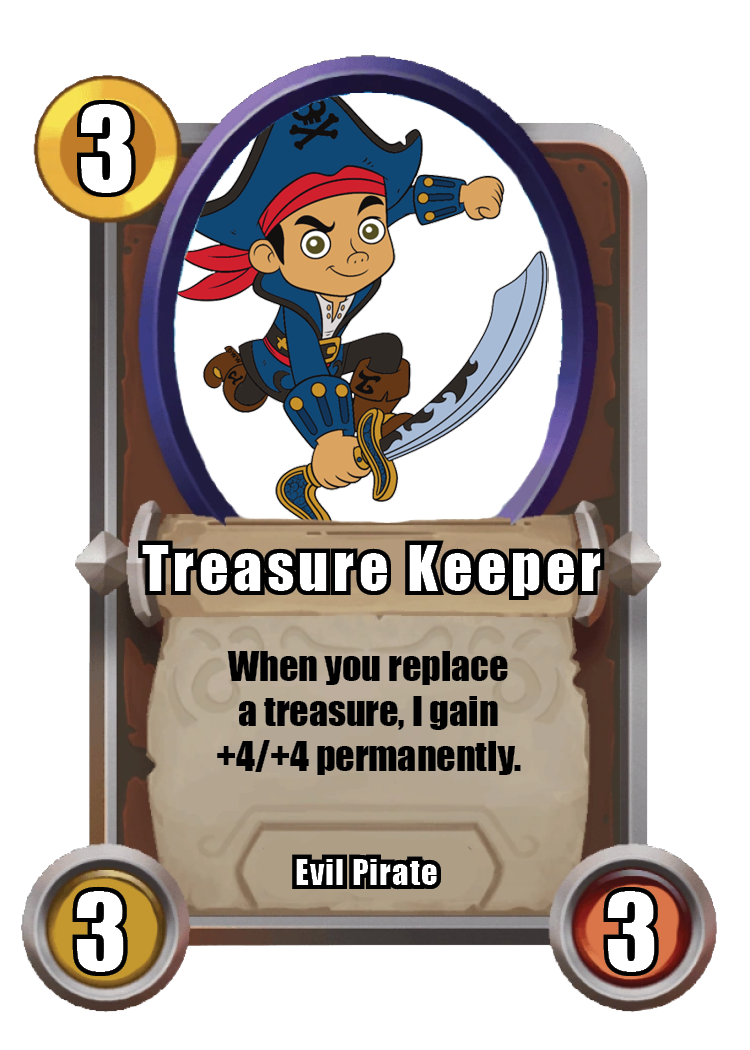 3
Treasure Keeper
When you replace
a treasure, I gain
+4/+4 permanently.
Evil Pirate
3
3